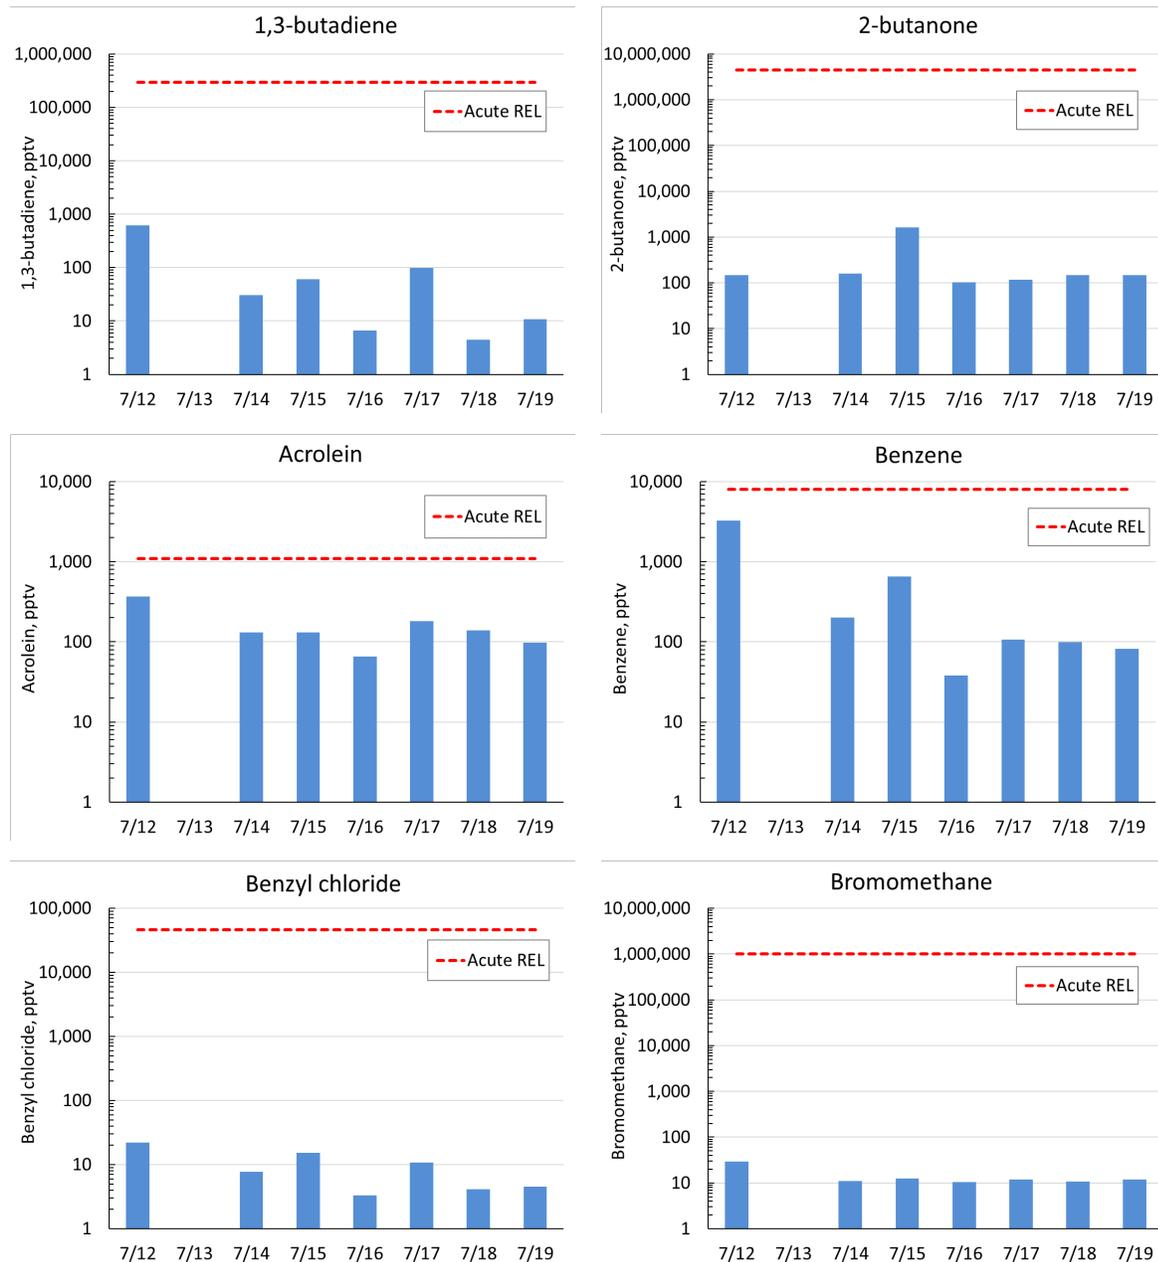 1,3-butadiene
1,000,000
100,000
10,000
1,000
100
10
1
1,3-butadiene, pptv
Acute REL
7/12 7/13 7/14 7/15 7/16 7/17 7/18 7/19
2-butanone
10,000,000
1,000,000
100,000
10,000
1,000
100
10
1
2-butanone, pptv
Acute REL
7/12 7/13 7/14 7/15 7/16 7/17 7/18 7/19
Acrolein
10,000
1,000
100
10
1
Acrolein, pptv
Acute REL
7/12 7/13 7/14 7/15 7/16 7/17 7/18 7/19
Benzene
10,000
1,000
100
10
1
Benzene, pptv
Acute REL
7/12 7/13 7/14 7/15 7/16 7/17 7/18 7/19
Benzyl chloride
100,000
10,000
1,000
100
10
1
Benzyl chloride, pptv
Acute REL
7/12 7/13 7/14 7/15 7/16 7/17 7/18 7/19
Bromomethane
10,000,000
1,000,000
100,000
10,000
1,000
100
10
1
Bromomethane, pptv
Acute REL
7/12 7/13 7/14 7/15 7/16 7/17 7/18 7/19